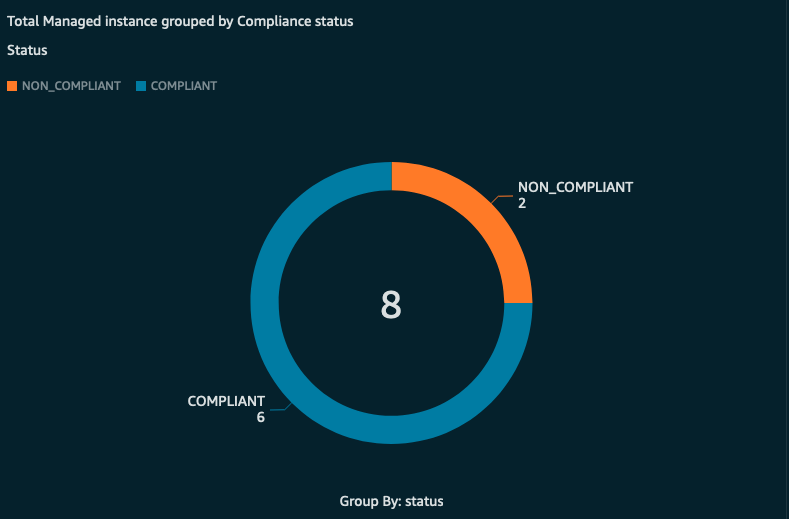 Total Managed instance grouped by Compliance status
Status
NON_COMPLIANT COMPLIANT
NON_COMPLIANT
2
8
COMPLIANT
6
Group By: status